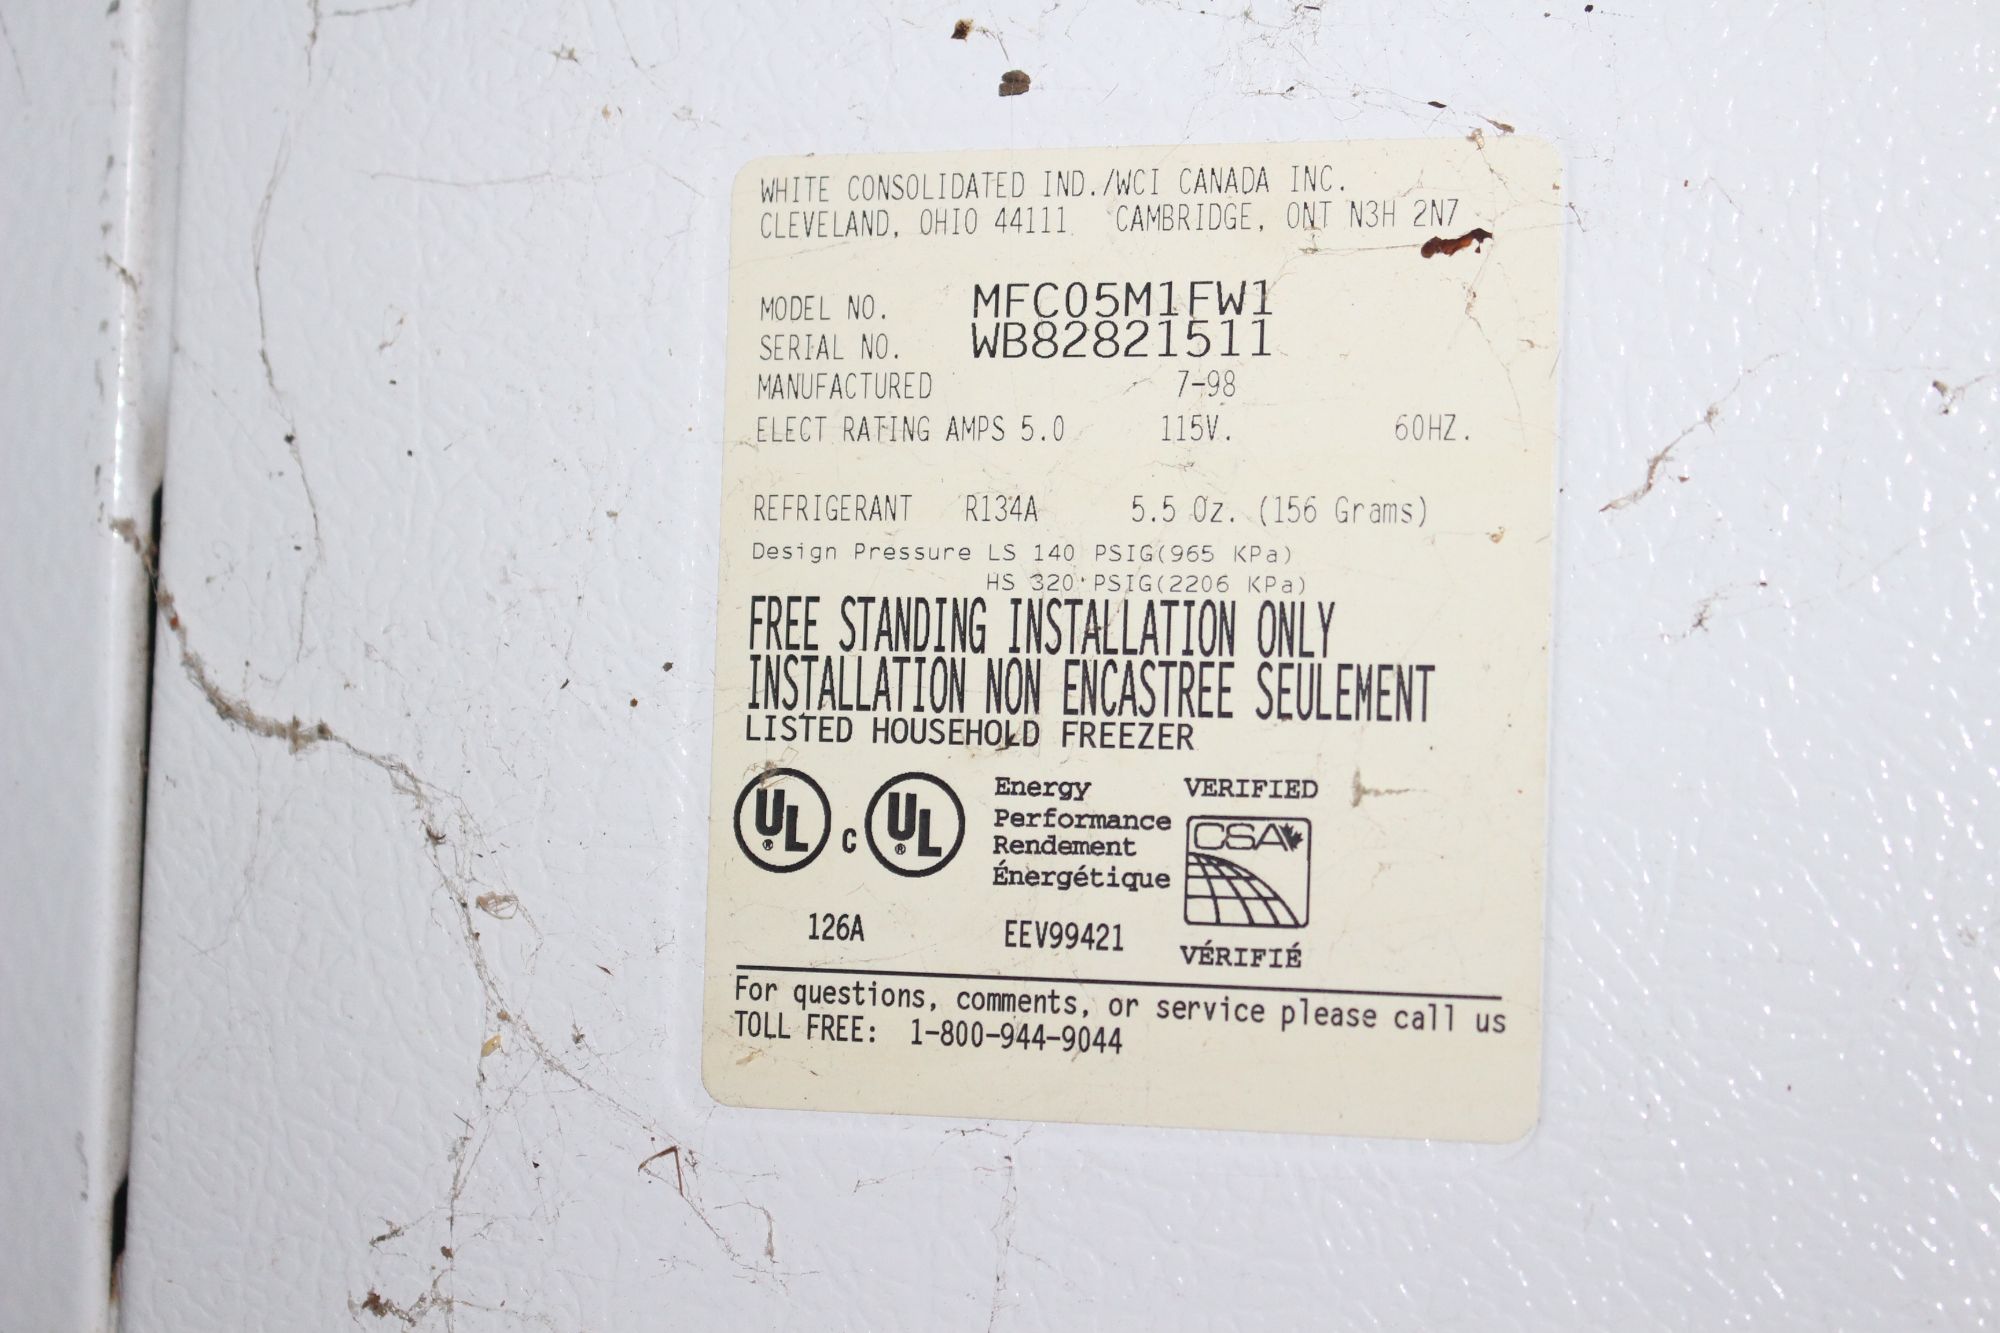 WHITE CONSOLIDATED IND./WCI CANADA INC.
CLEVELAND, OHIO 44111 CAMBRIDGE, ONT N3H 2N7
MODEL NO. MFC05M1FW1
SERIAL NO. WB82821511
MANUFACTURED 7-98
ELECT RATING AMPS 5.0 115V. 60HZ.
REFRIGERANT R134A 5.5 Oz. (156 Grams)
Design Pressure LS 140 PSIG(965 KPa)
HS 320 PSIG(2206 KPa)
FREE STANDING INSTALLATION ONLY
INSTALLATION NON ENCASTREE SEULEMENT
LISTED HOUSEHOLD FREEZER
UL® C UL®
Energy
Performance
Rendement
Énergétique
VERIFIED
CSA
VÉRIFIÉ
126A EEV99421
For questions, comments, or service please call us
TOLL FREE: 1-800-944-9044